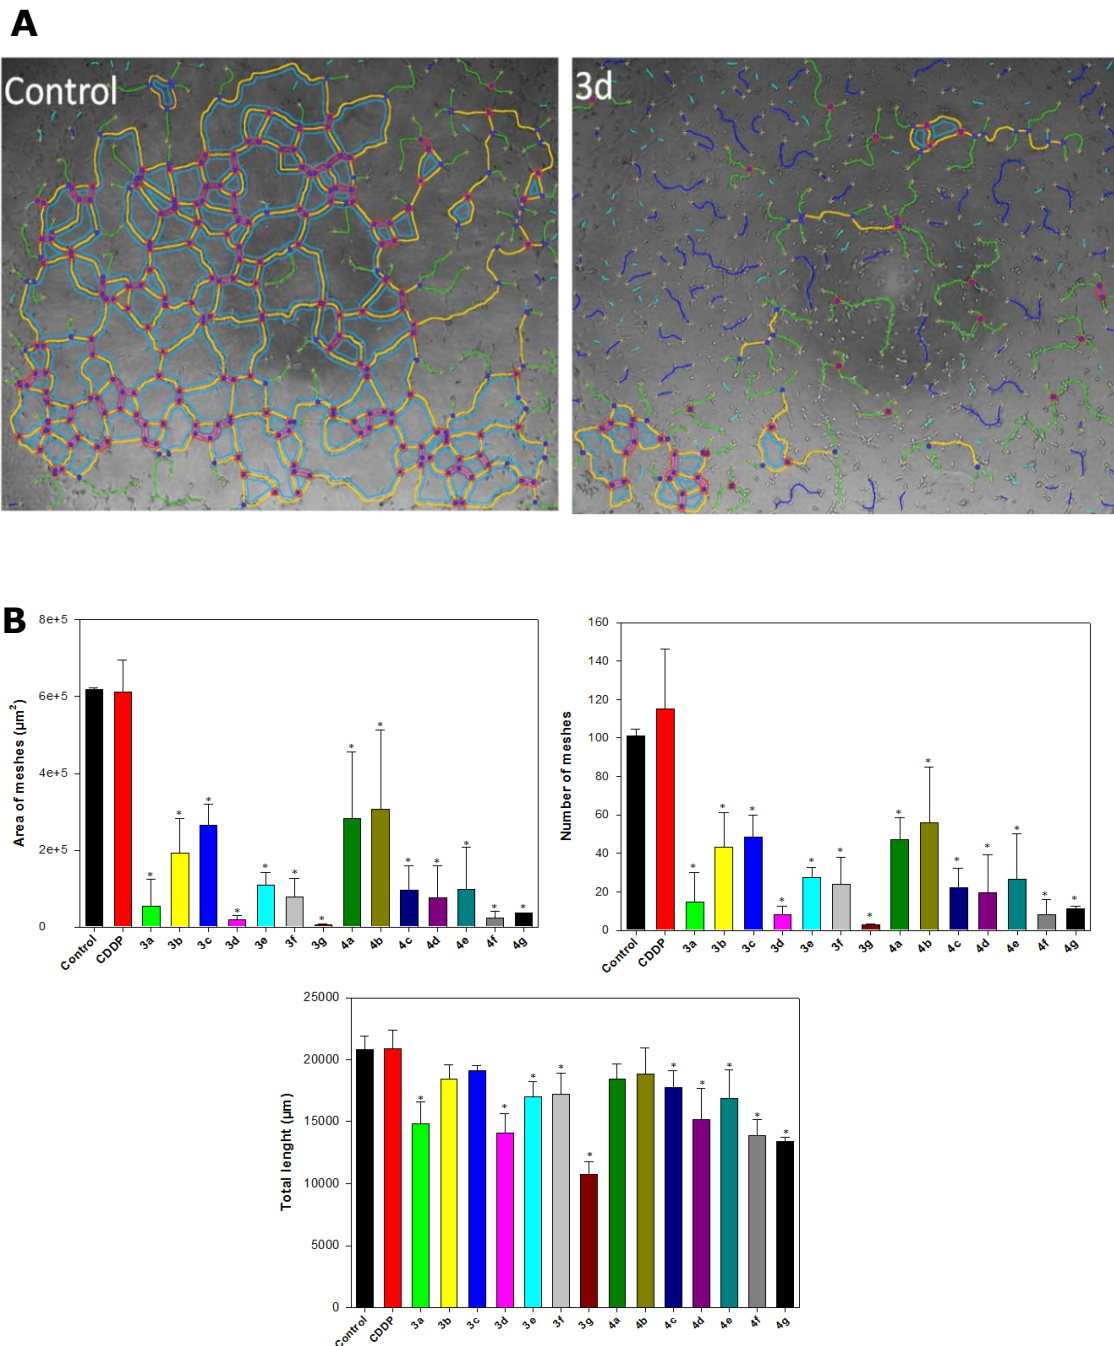 A
Control
3d
B
Area of meshes (µm²)
8e+5
6e+5
4e+5
2e+5
0
* * * * * * * * * * * * * *
Control CDDP 3a 3b 3c 3d 3e 3f 3g 4a 4b 4c 4d 4e 4f 4g
Number of meshes
160
140
120
100
80
60
40
20
0
* * * * * * * * * * * * * *
Control CDDP 3a 3b 3c 3d 3e 3f 3g 4a 4b 4c 4d 4e 4f 4g
Total lenght (µm)
25000
20000
15000
10000
5000
0
* * * * * * * * * *
Control CDDP 3a 3b 3c 3d 3e 3f 3g 4a 4b 4c 4d 4e 4f 4g